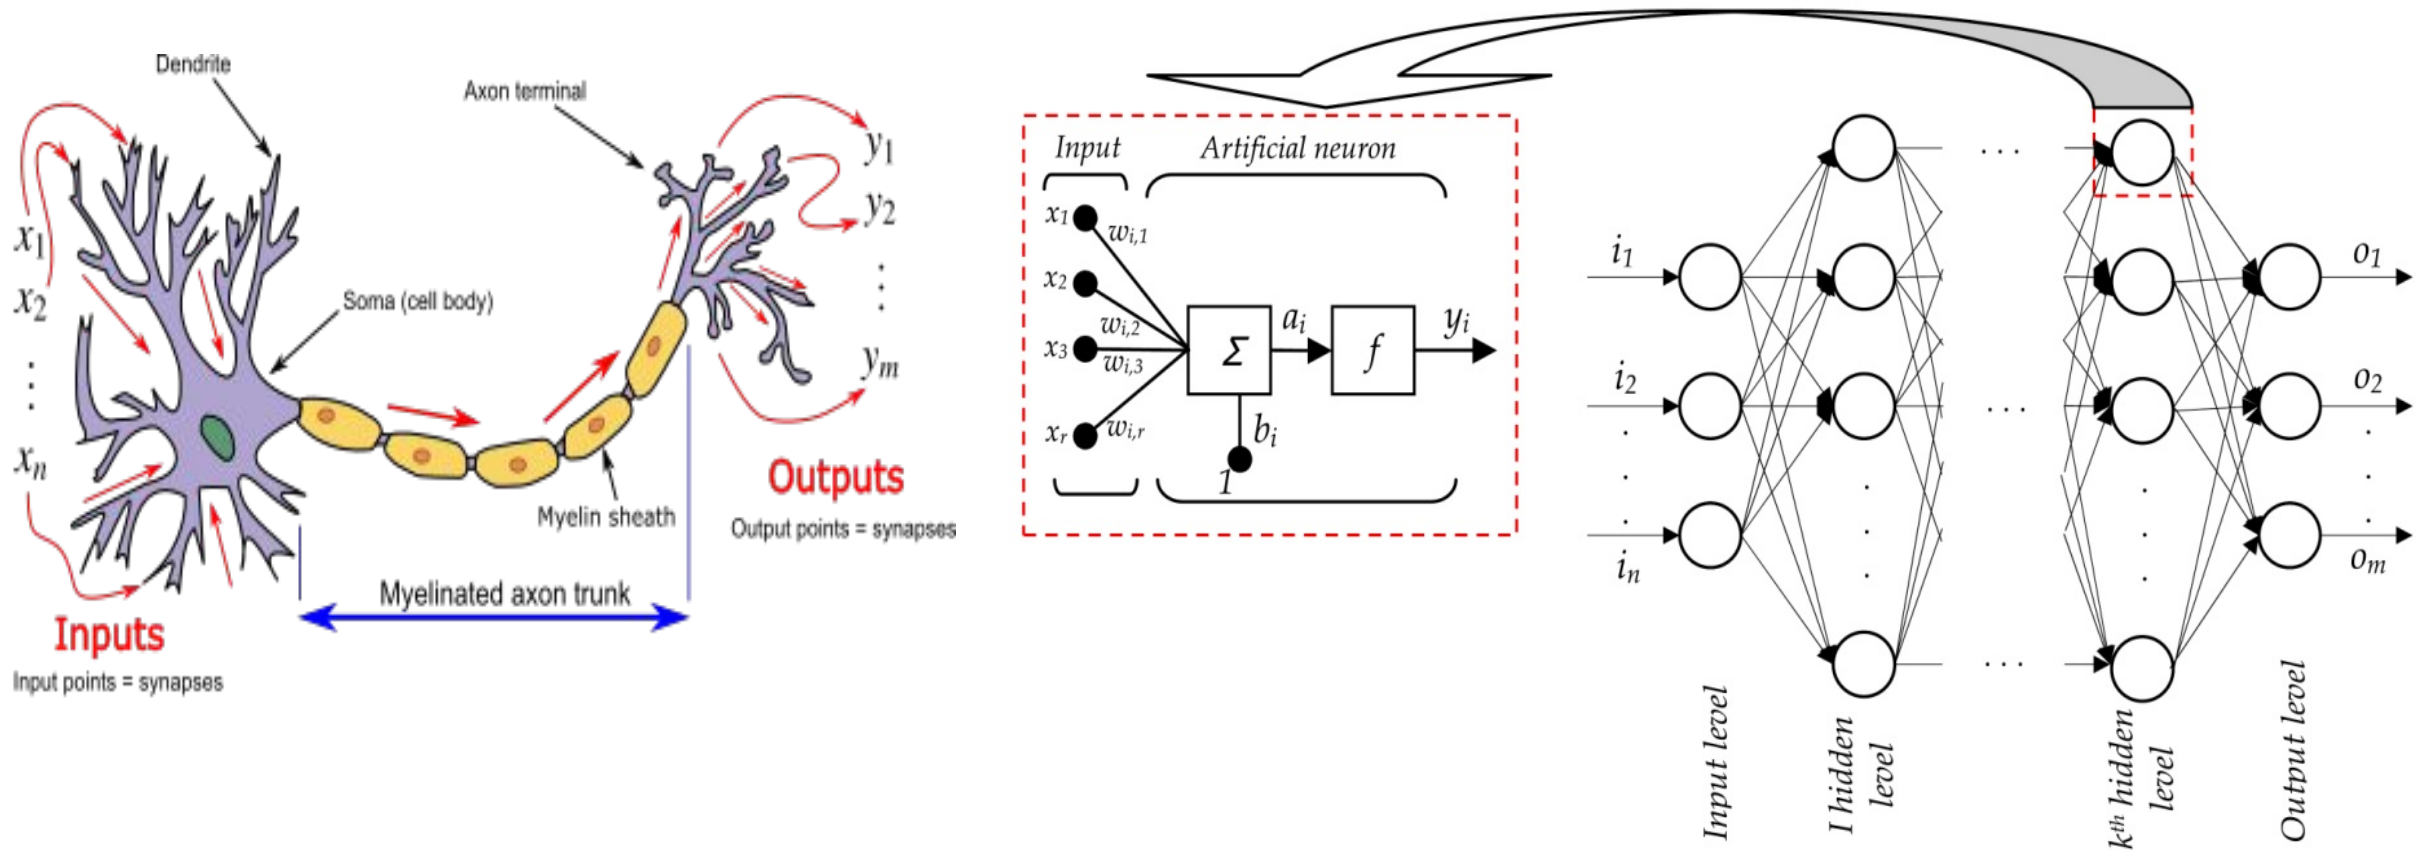 Dendrite
Axon terminal
x1
x2
⋮
xn
Soma (cell body)
Myelin sheath
Myelinated axon trunk
Inputs
Input points = synapses
y1
y2
⋮
ym
Outputs
Output points = synapses
Input
Artificial neuron
x1
wi,1
x2
wi,2
x3
wi,3
xr
wi,r
Σ
ai
f
yi
bi
1
i1
i2
.
.
.
in
. . .
. . .
. . .
o1
o2
.
.
.
om
Input level
I hidden
level
kth hidden
level
Output level